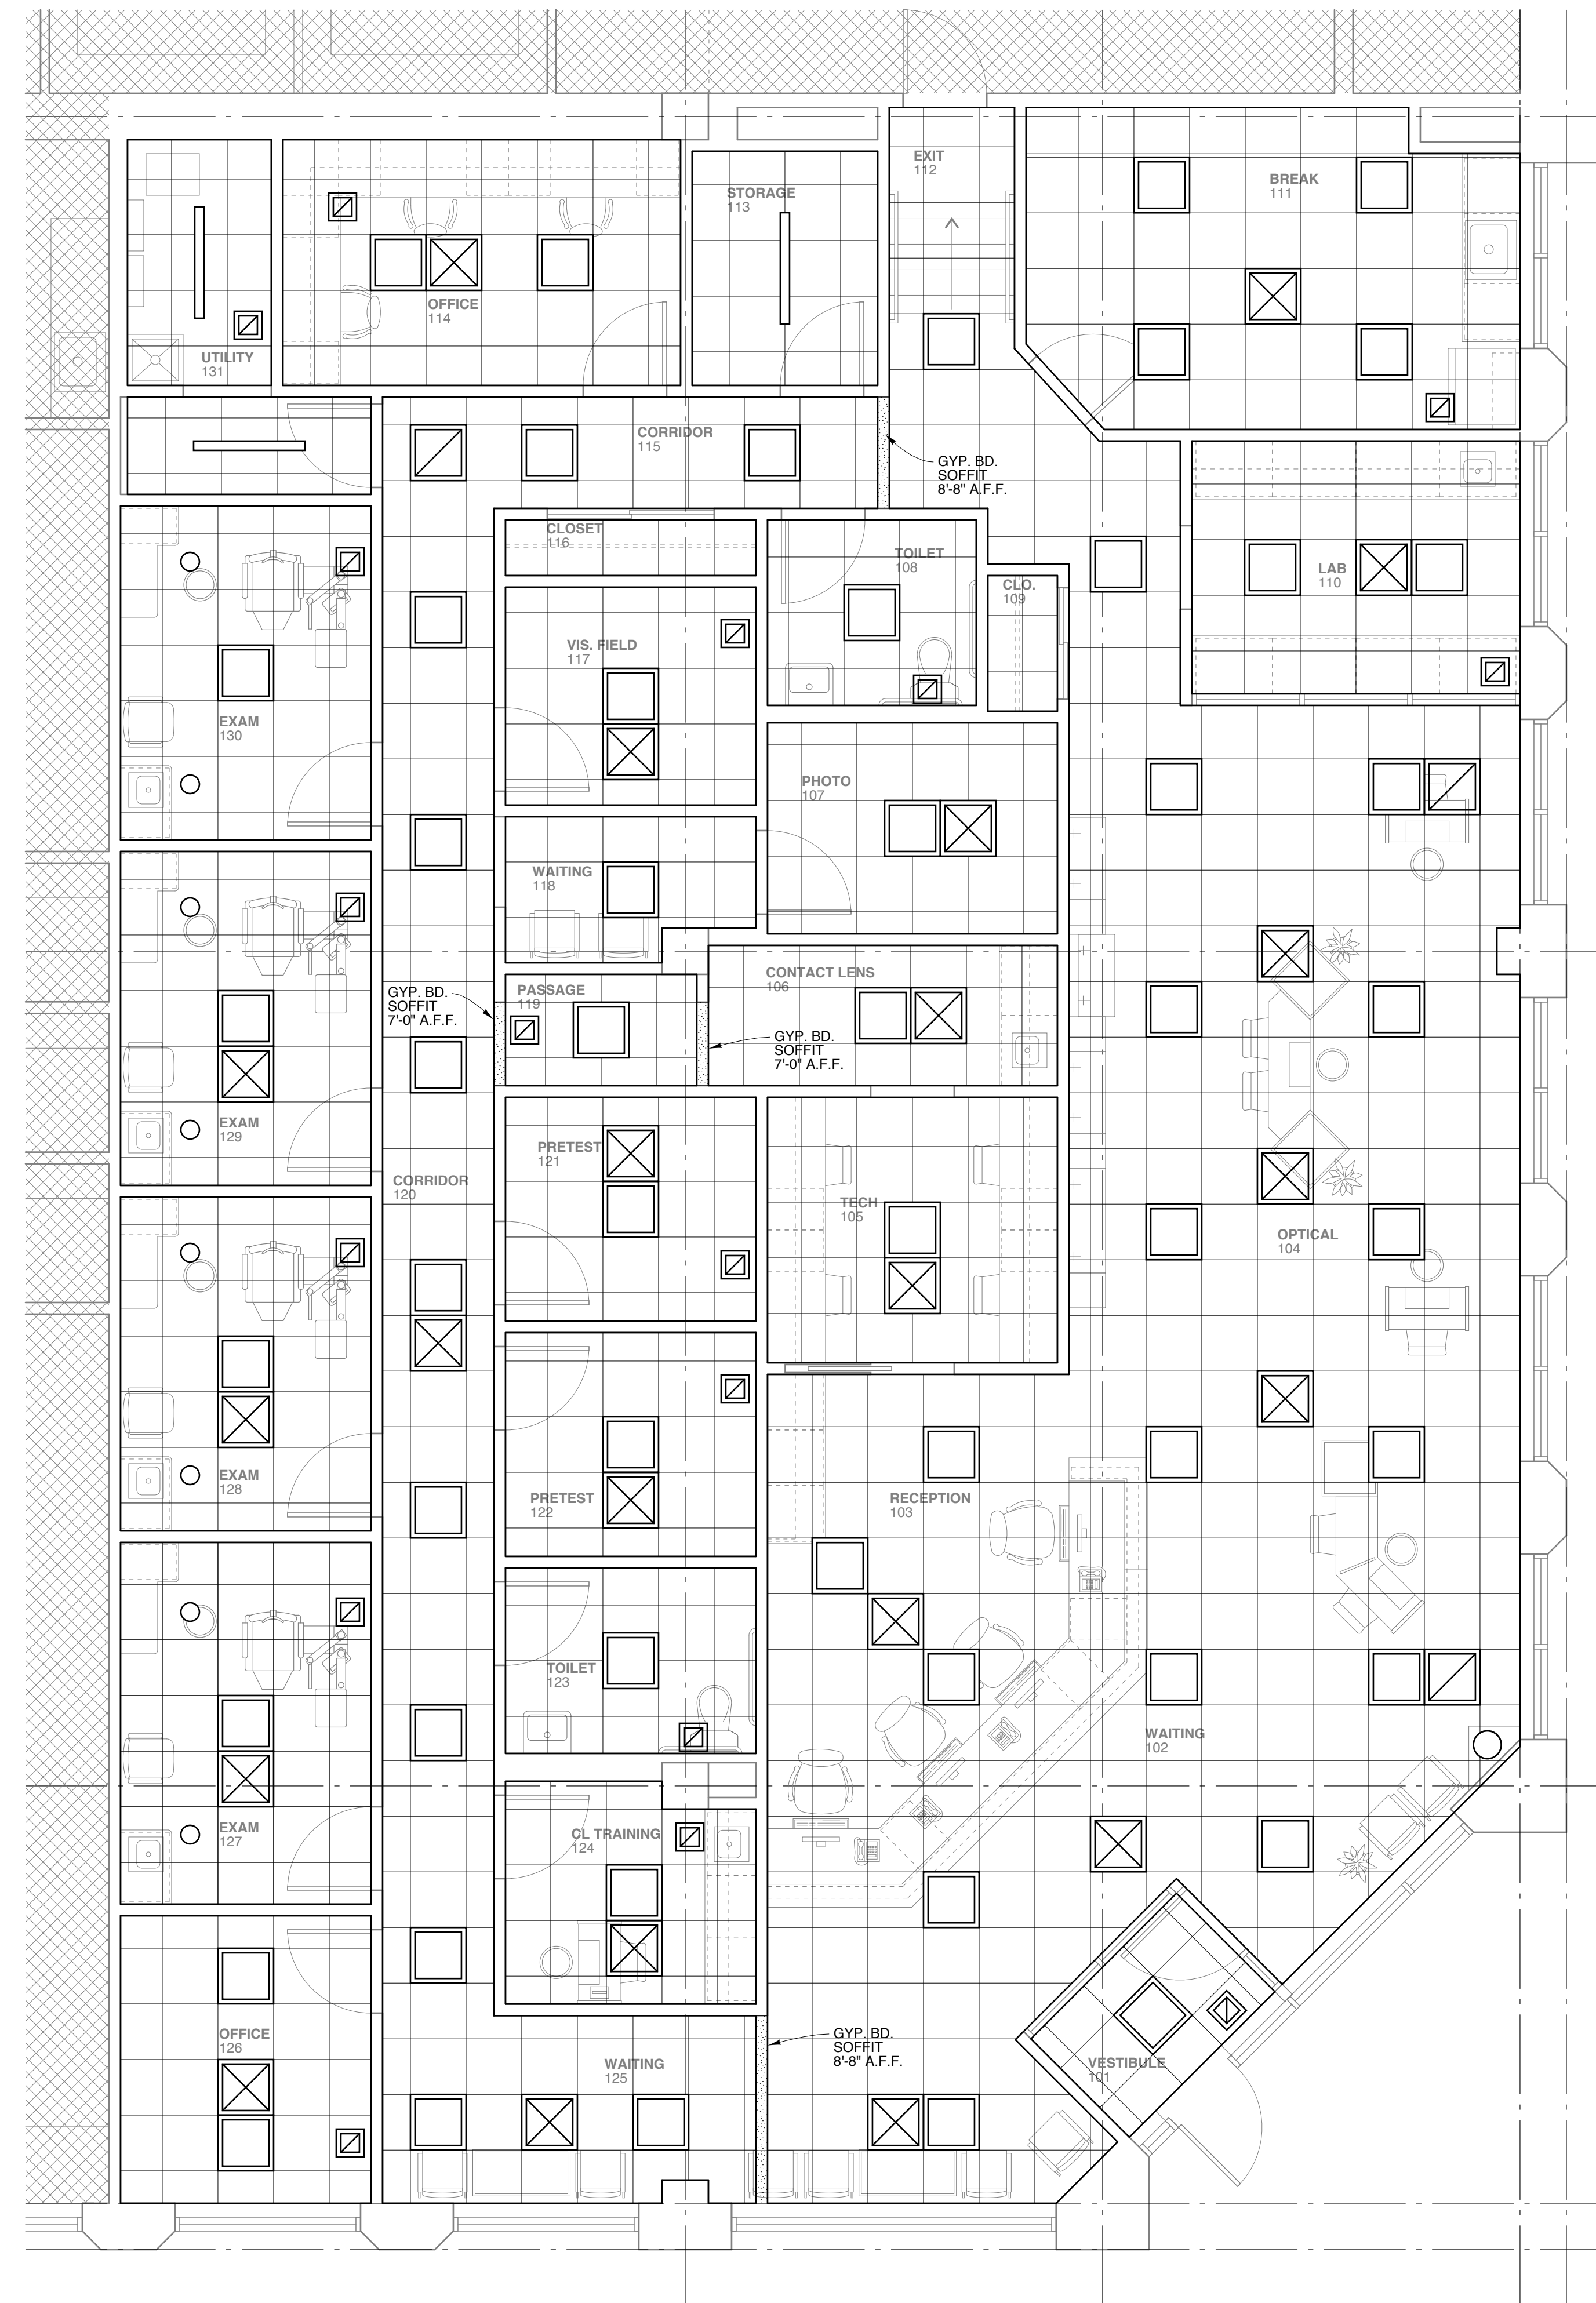 EXIT
112
BREAK
111
STORAGE
113
OFFICE
114
UTILITY
131
CORRIDOR
115
GYP. BD.
SOFFIT
8'-8" A.F.F.
CLOSET
116
TOILET
108
CLO.
109
LAB
110
VIS. FIELD
117
EXAM
130
PHOTO
107
WAITING
118
CONTACT LENS
106
PASSAGE
119
GYP. BD.
SOFFIT
7'-0" A.F.F.
GYP. BD.
SOFFIT
7'-0" A.F.F.
EXAM
129
PRETEST
121
CORRIDOR
120
TECH
105
OPTICAL
104
EXAM
128
PRETEST
122
RECEPTION
103
TOILET
123
WAITING
102
EXAM
127
CL TRAINING
124
OFFICE
126
WAITING
125
GYP. BD.
SOFFIT
8'-8" A.F.F.
VESTIBULE
101